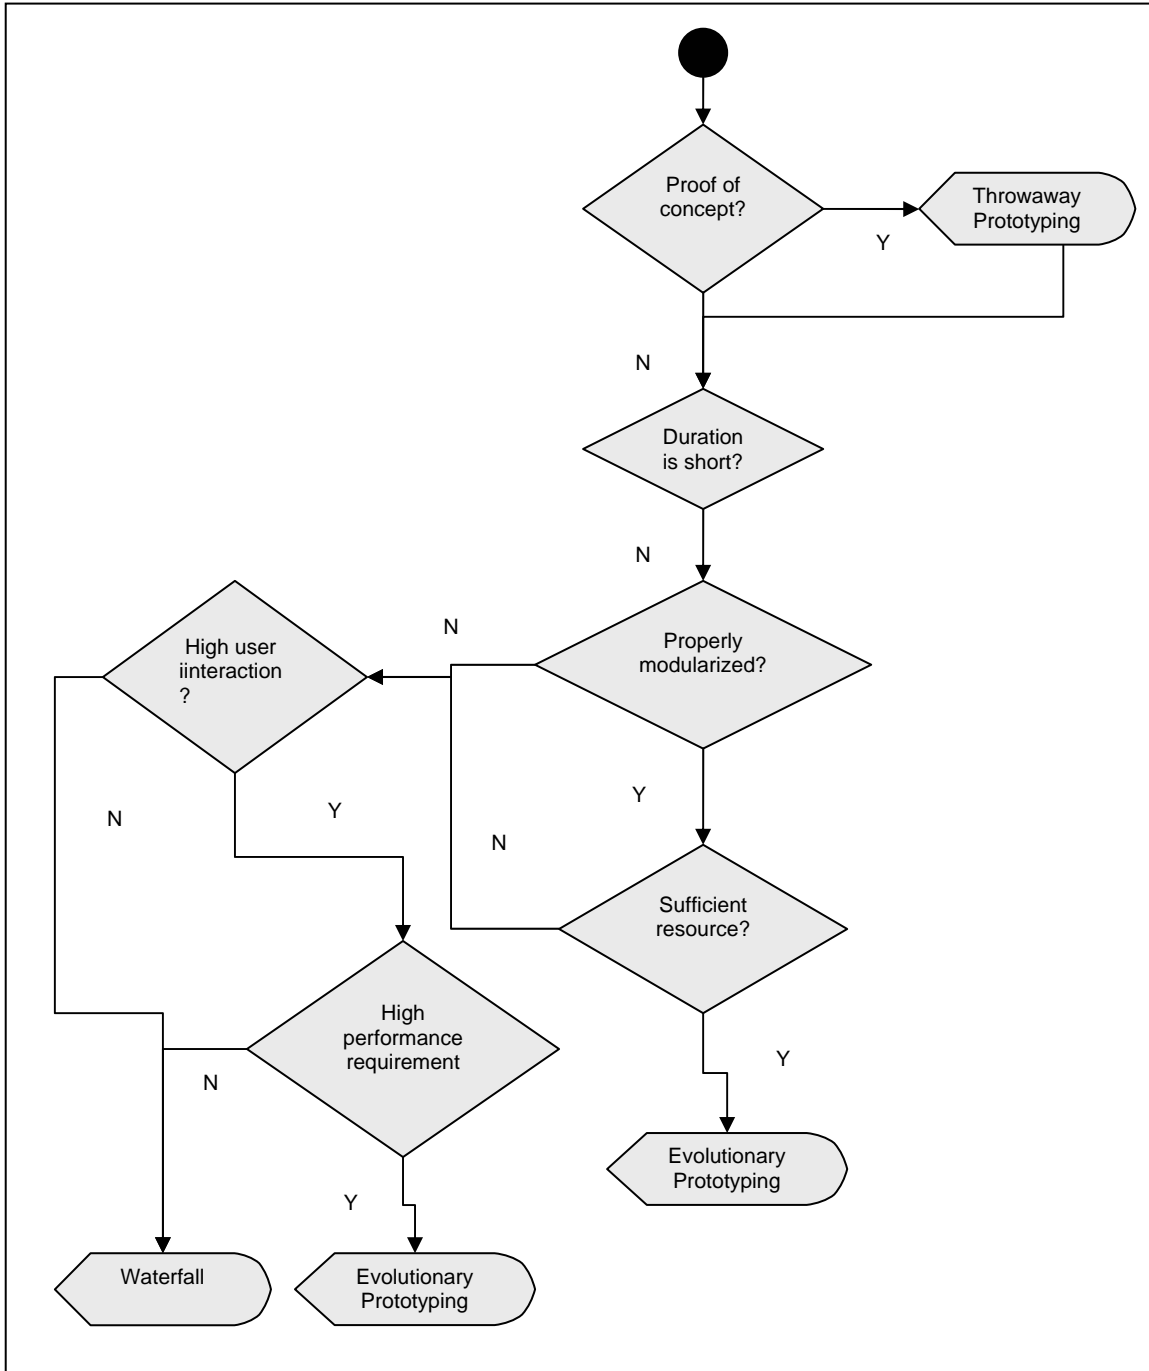 Proof of
concept?
Throwaway
Prototyping
Y
N
Duration
is short?
N
Properly
modularized?
N
High user
iinteraction
?
Y
N
Y
N
Sufficient
resource?
High
performance
requirement
N
Y
Y
Evolutionary
Prototyping
Waterfall
Evolutionary
Prototyping